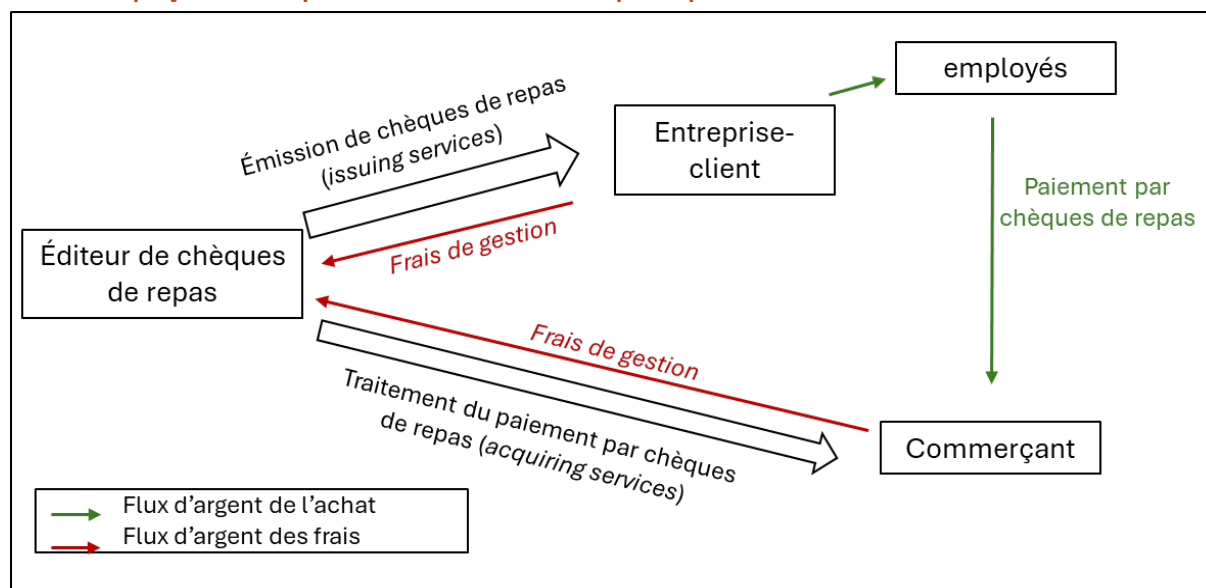 employés
Émission de chèques de repas
(issuing services)
Entreprise-
client
Paiement par
chèques de repas
Frais de gestion
Éditeur de chèques
de repas
Frais de gestion
Traitement du paiement par chèques
de repas (acquiring services)
Commerçant
Flux d'argent de l'achat
Flux d'argent des frais